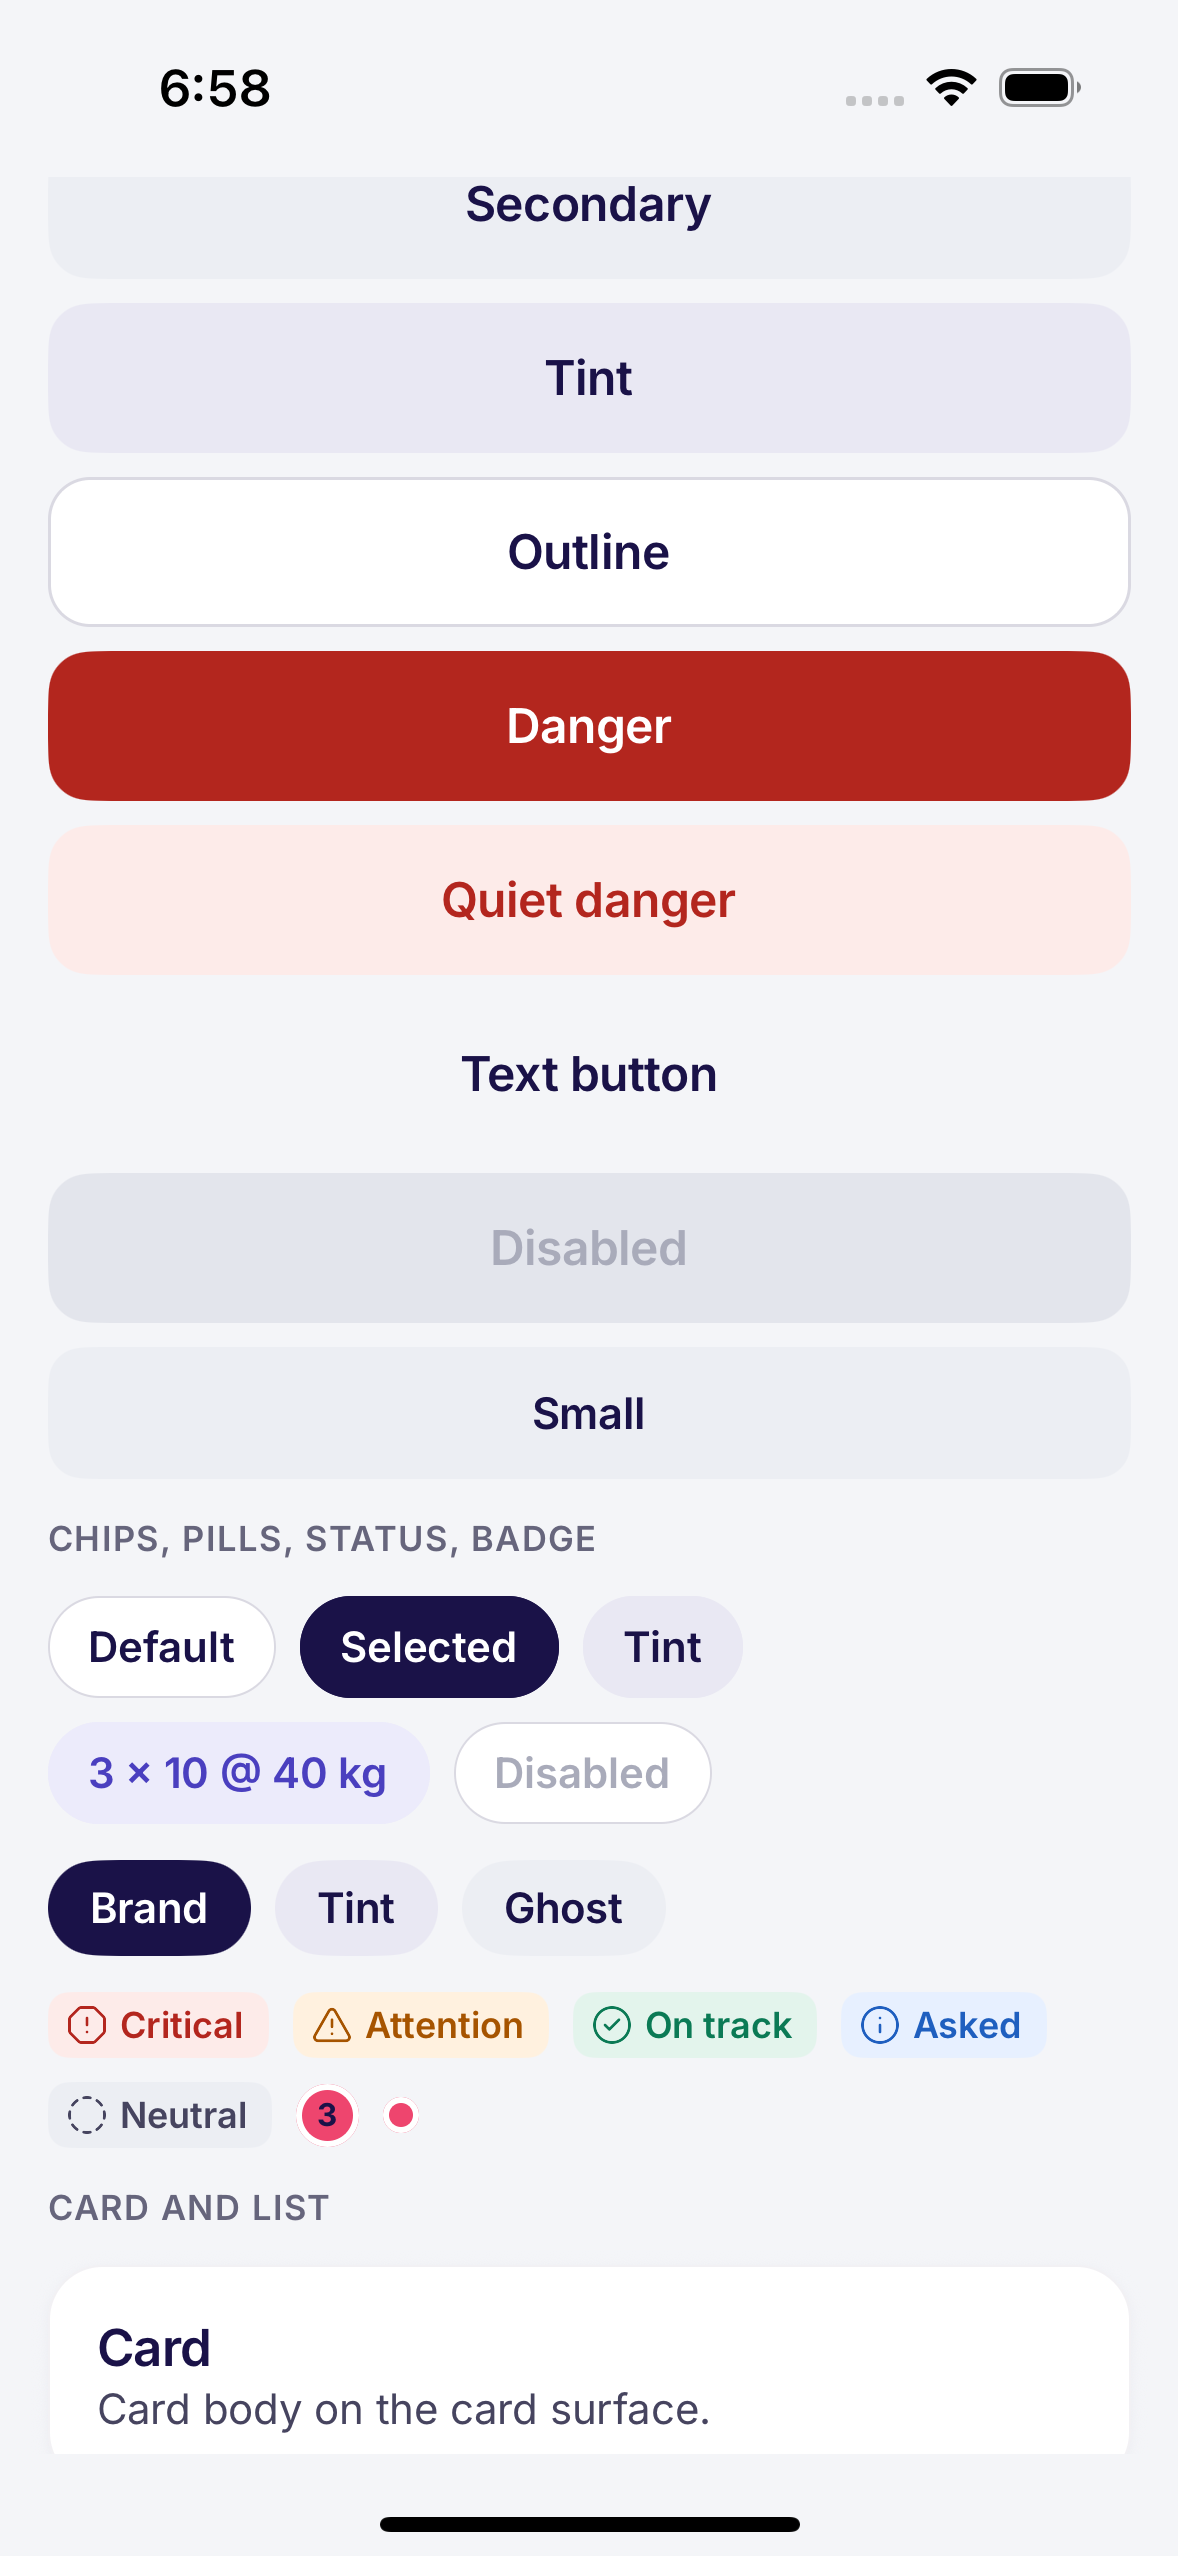 6:58
Secondary
Tint
Outline
Danger
Quiet danger
Text button
Disabled
Small
CHIPS, PILLS, STATUS, BADGE
Default Selected Tint
3 × 10 @ 40 kg Disabled
Brand Tint Ghost
Critical Attention On track Asked
Neutral 3
CARD AND LIST
Card
Card body on the card surface.